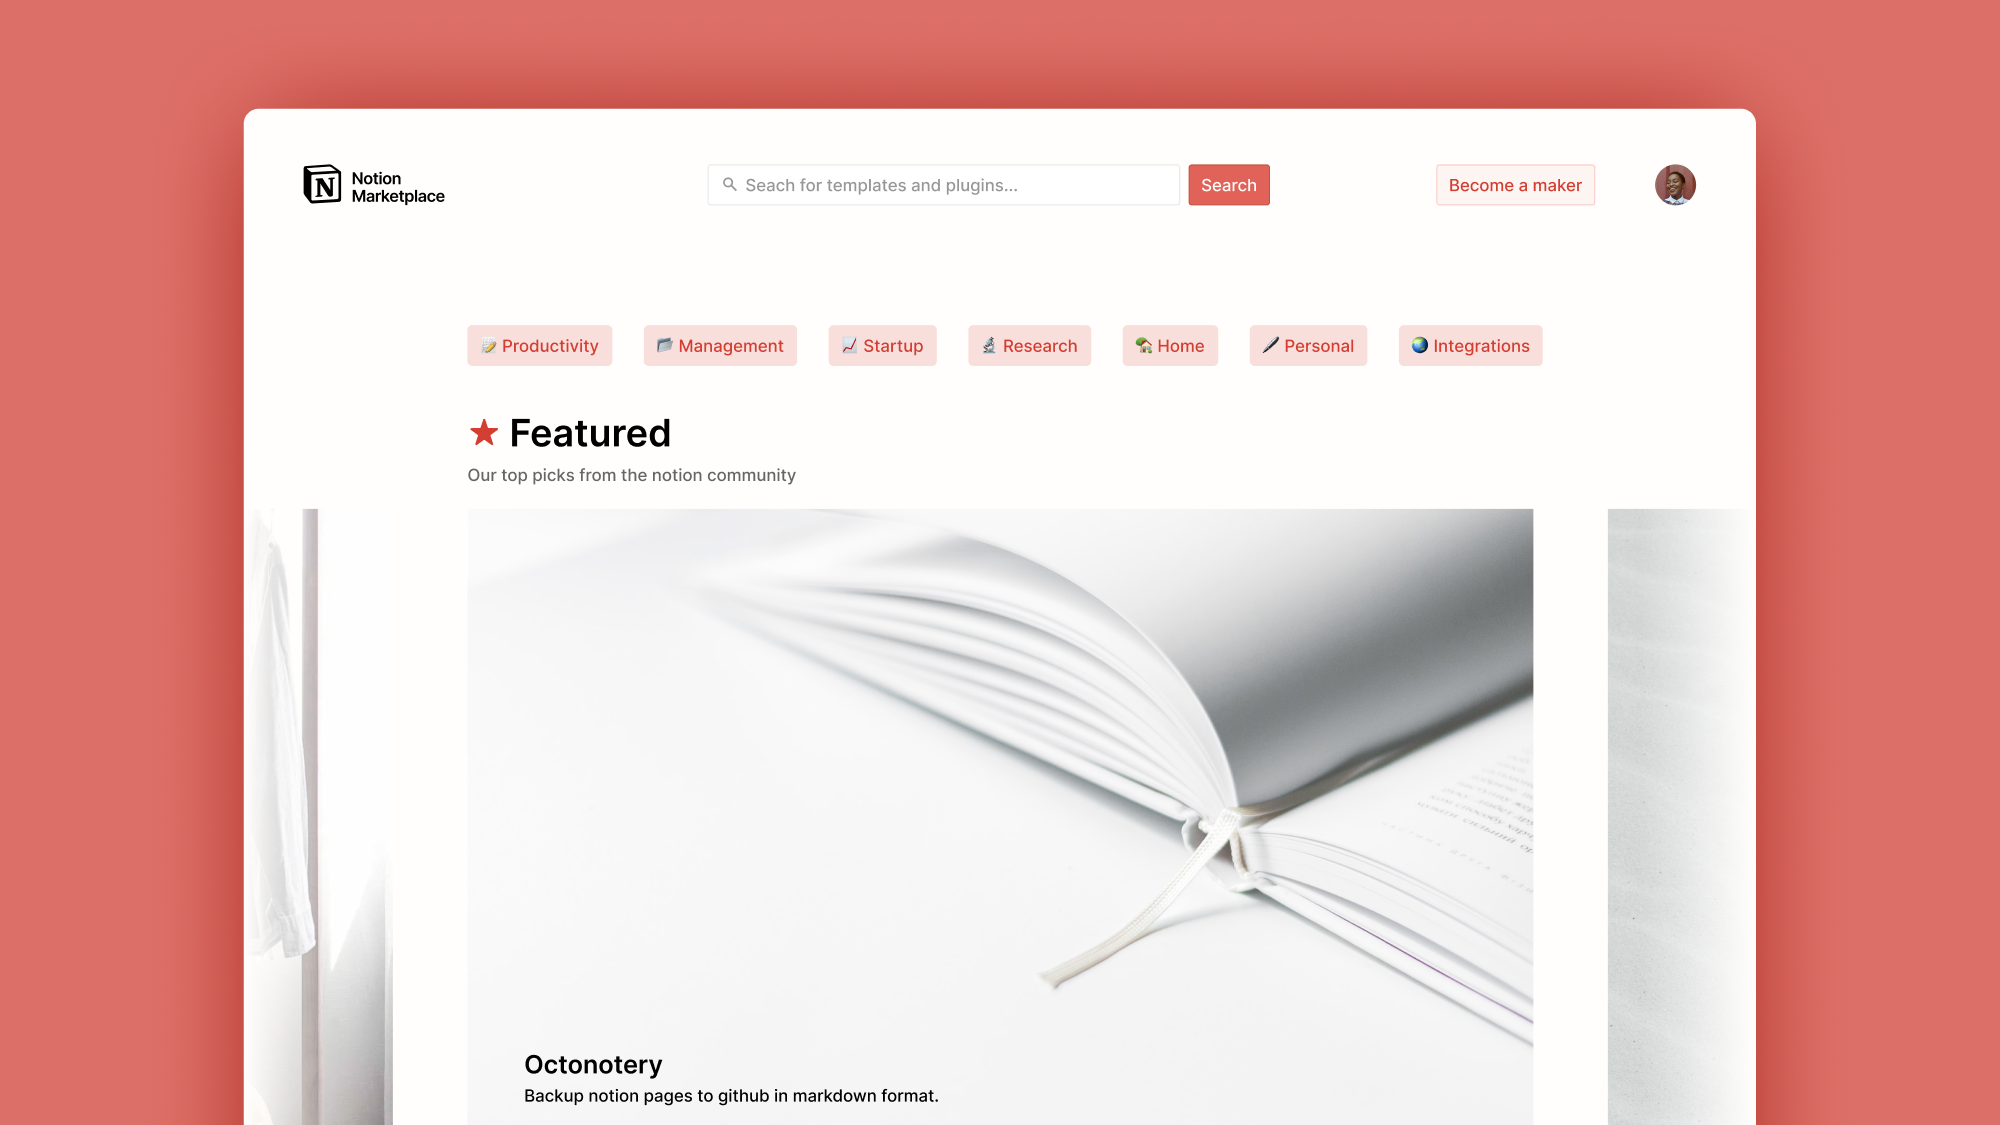 Notion
Marketplace
Seach for templates and plugins...
Search
Become a maker
Productivity
Management
Startup
Research
Home
Personal
Integrations
Featured
Our top picks from the notion community
Octonotery
Backup notion pages to github in markdown format.